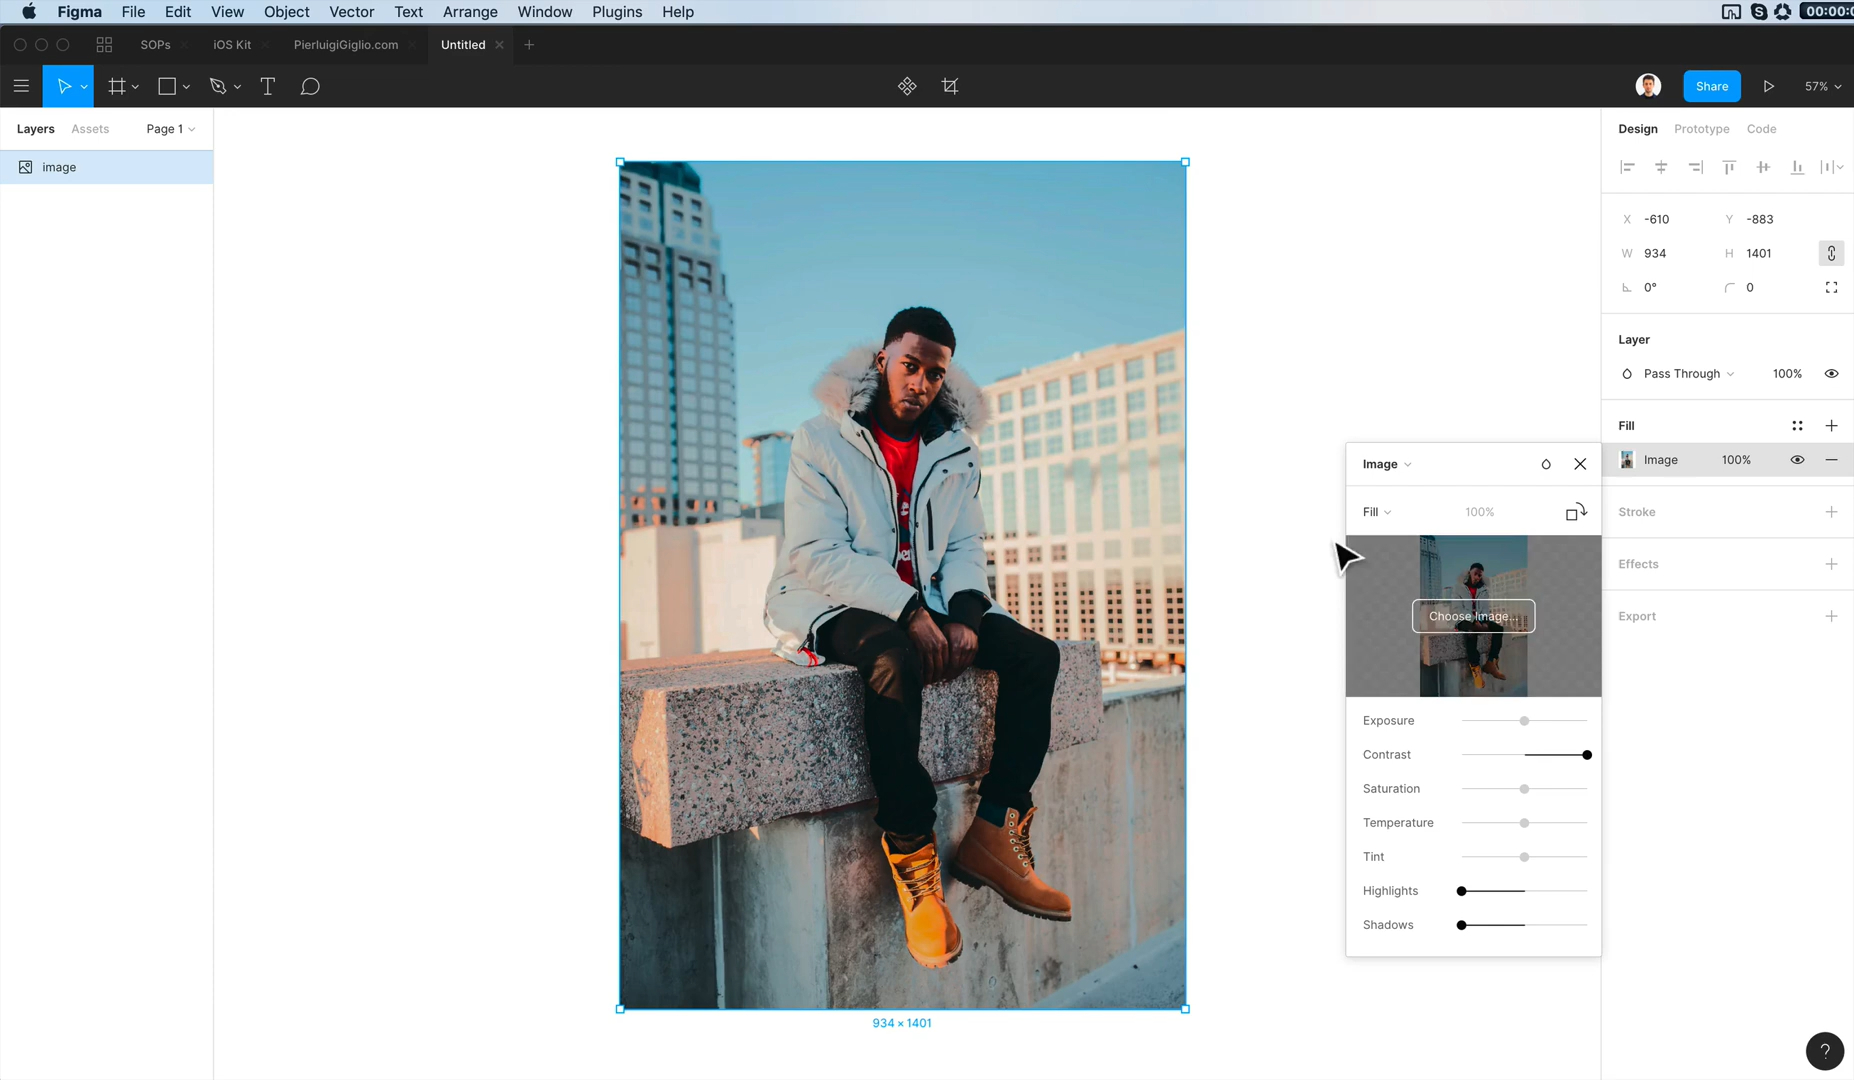 Figma File Edit View Object Vector Text Arrange Window Plugins Help 00:00:0
SOPs iOS Kit PierluigiGiglio.com Untitled
Share 57%
Layers Assets Page 1
image
Design Prototype Code
X -610 Y -883
W 934 H 1401
0° 0
Layer
Pass Through 100%
Fill
Image 100%
Stroke
Effects
Export
Image
Fill 100%
Choose Image...
Exposure
Contrast
Saturation
Temperature
Tint
Highlights
Shadows
934 × 1401
?